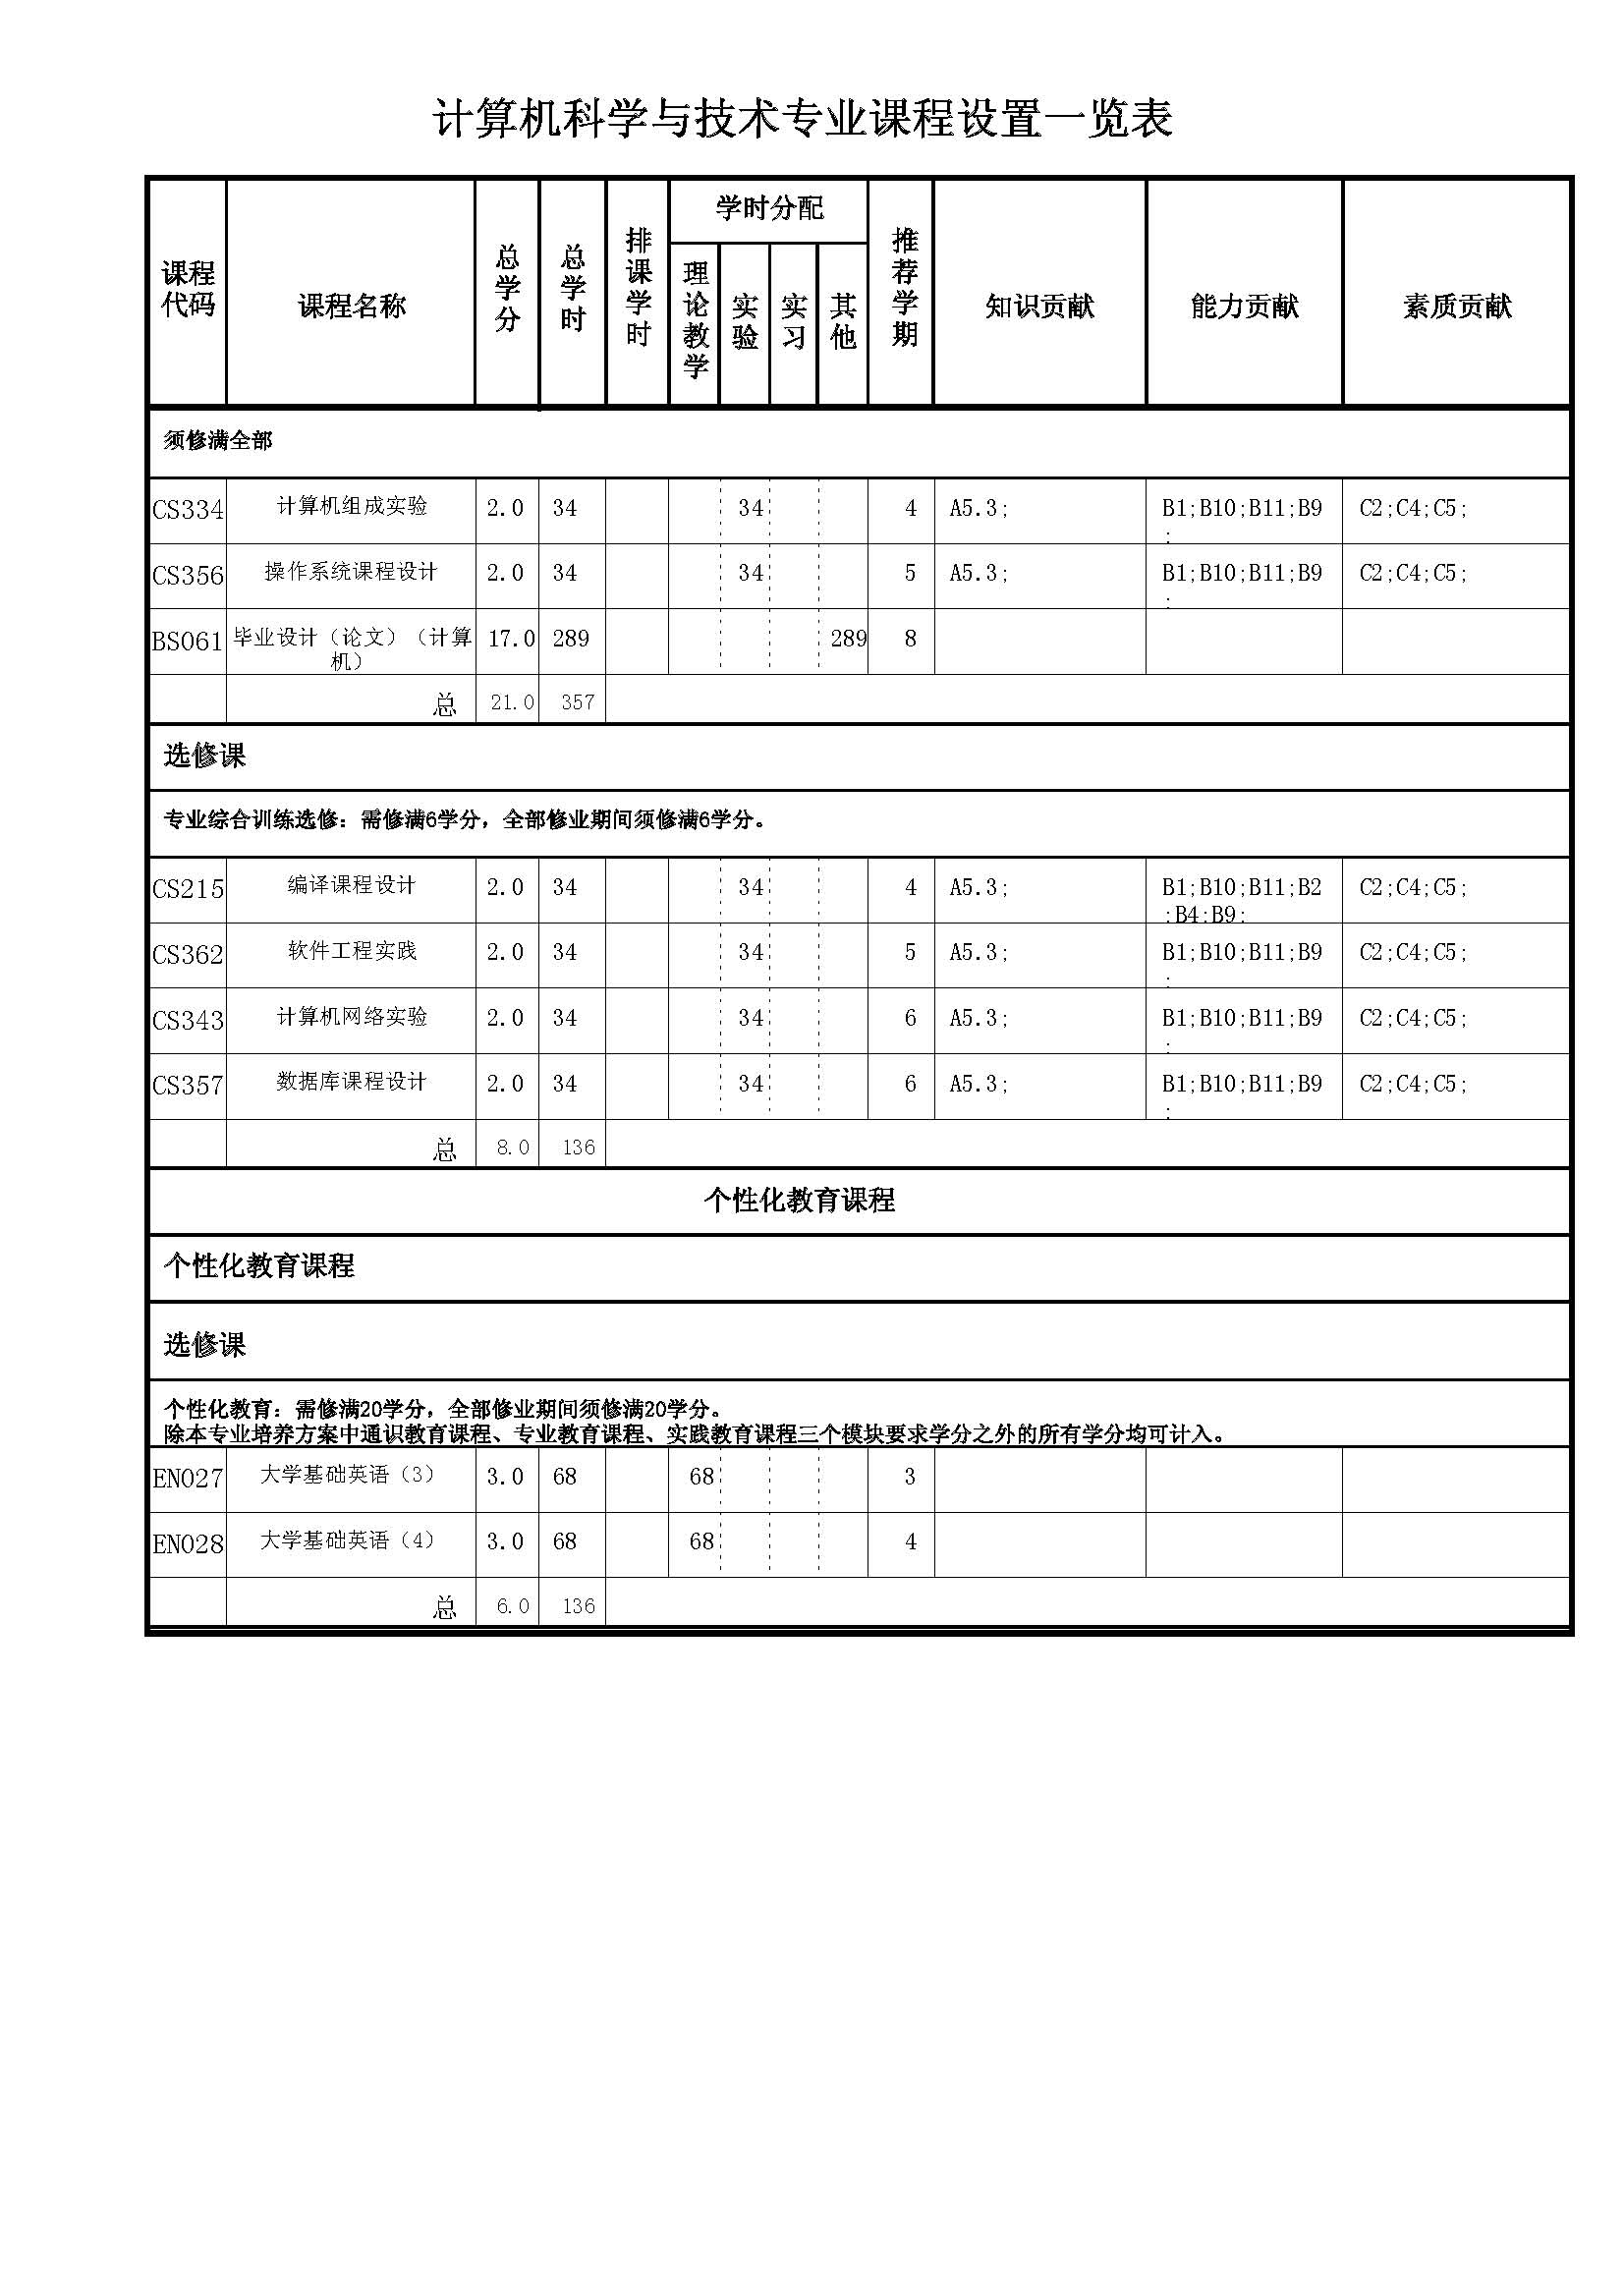 计算机科学与技术专业课程设置一览表
课程代码 课程名称 总学分 总学时 排课学时 学时分配 理论教学 实验 实习 其他 推荐学期 知识贡献 能力贡献 素质贡献
须修满全部
CS334 计算机组成实验 2.0 34 34 4 A5.3; B1;B10;B11;B9 C2;C4;C5;
;
CS356 操作系统课程设计 2.0 34 34 5 A5.3; B1;B10;B11;B9 C2;C4;C5;
;
BS061 毕业设计（论文）（计算 17.0 289 289 8
机）
总 21.0 357
选修课
专业综合训练选修：需修满6学分，全部修业期间须修满6学分。
CS215 编译课程设计 2.0 34 34 4 A5.3; B1;B10;B11;B2 C2;C4;C5;
;B4;B9;
CS362 软件工程实践 2.0 34 34 5 A5.3; B1;B10;B11;B9 C2;C4;C5;
;
CS343 计算机网络实验 2.0 34 34 6 A5.3; B1;B10;B11;B9 C2;C4;C5;
;
CS357 数据库课程设计 2.0 34 34 6 A5.3; B1;B10;B11;B9 C2;C4;C5;
;
总 8.0 136
个性化教育课程
个性化教育课程
选修课
个性化教育：需修满20学分，全部修业期间须修满20学分。
除本专业培养方案中通识教育课程、专业教育课程、实践教育课程三个模块要求学分之外的所有学分均可计入。
EN027 大学基础英语（3） 3.0 68 68 3
EN028 大学基础英语（4） 3.0 68 68 4
总 6.0 136